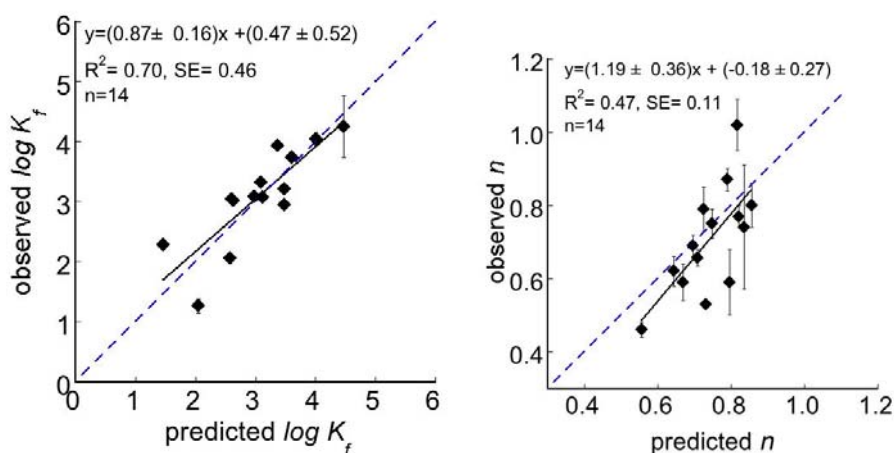 y=(0.87± 0.16)x +(0.47 ± 0.52)
R²= 0.70, SE= 0.46
n=14
observed log K_f
6
5
4
3
2
1
0
0 1 2 3 4 5 6
predicted log K_f
y=(1.19 ± 0.36)x + (-0.18 ± 0.27)
R²= 0.47, SE= 0.11
n=14
observed n
1.2
1.0
0.8
0.6
0.4
0.4 0.6 0.8 1.0 1.2
predicted n